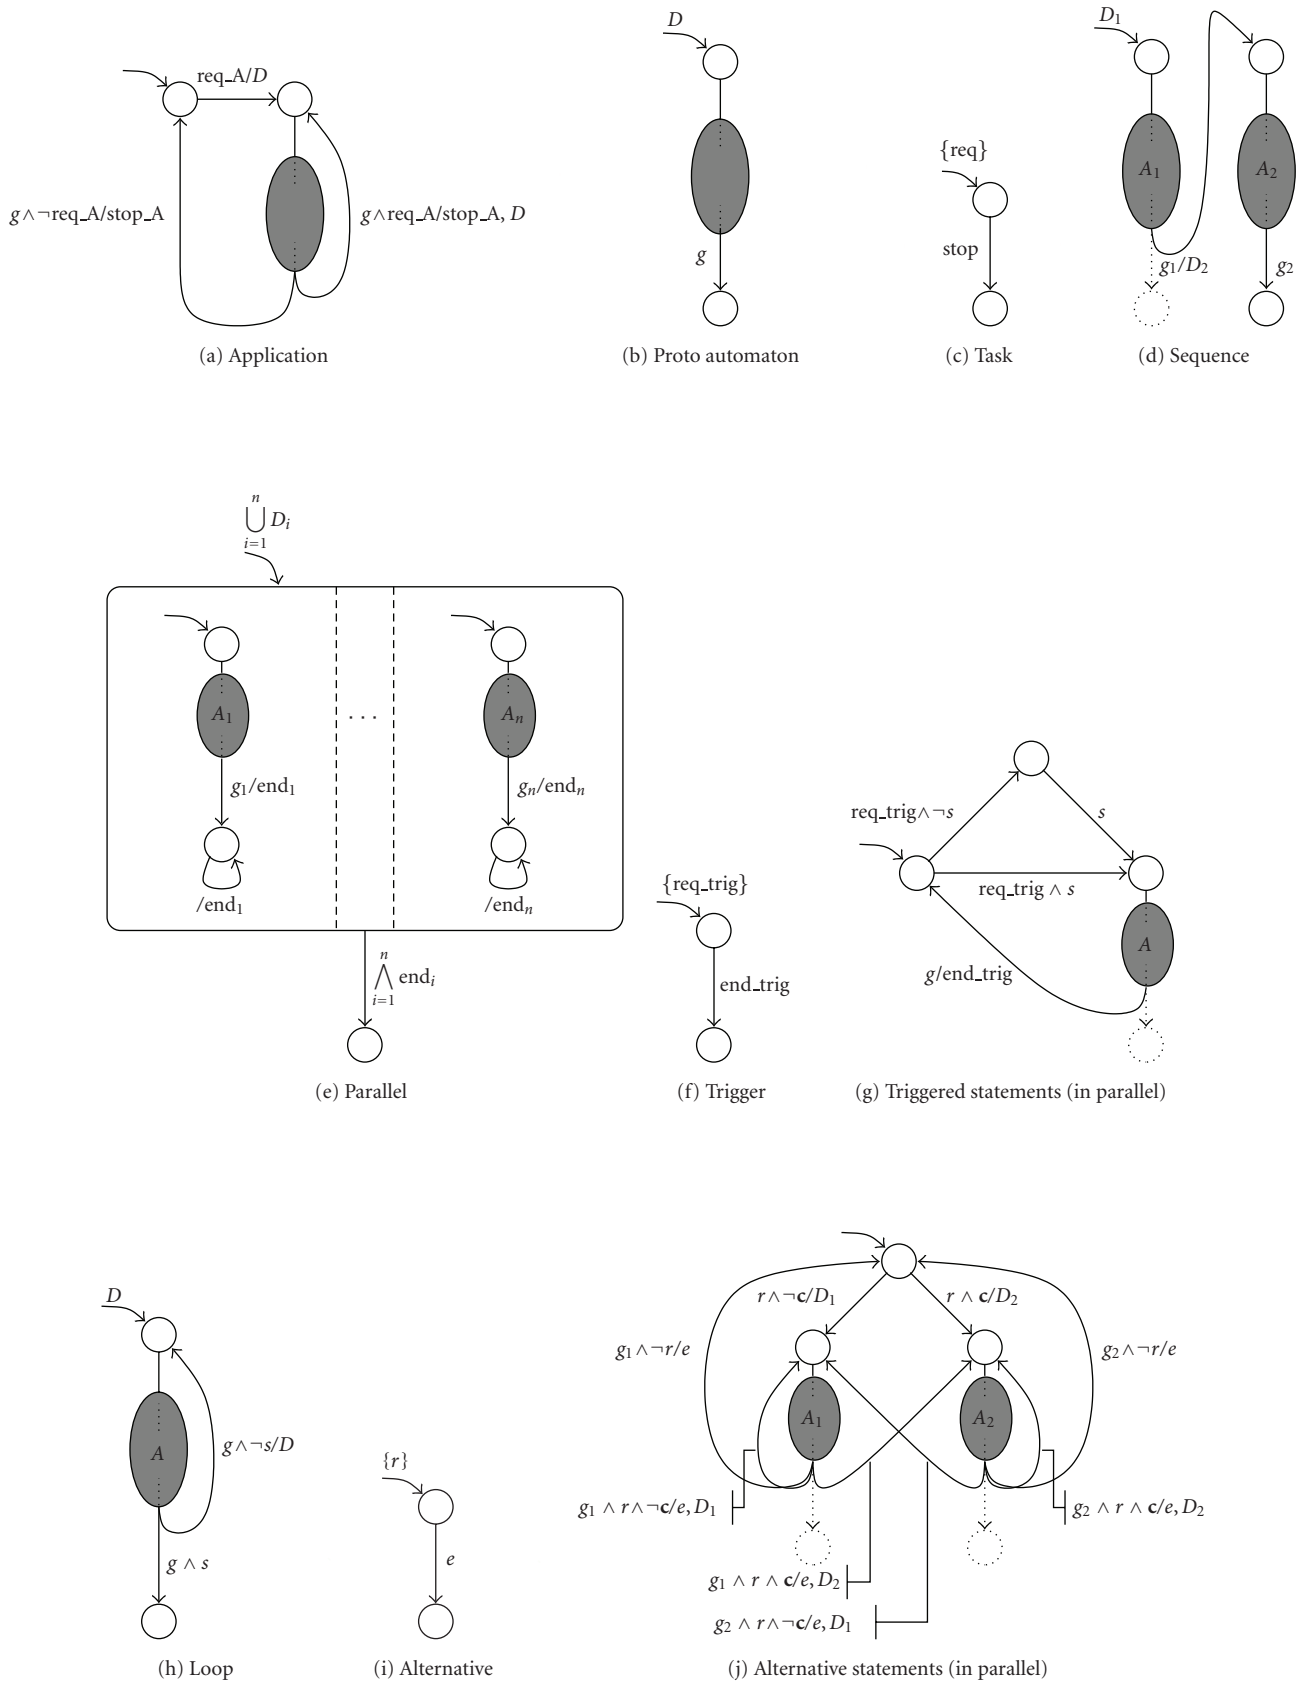 req_A/D
g∧¬req_A/stop_A
g∧req_A/stop_A, D
(a) Application
D
g
(b) Proto automaton
{req}
stop
(c) Task
D₁
A₁
A₂
g₁/D₂
g₂
(d) Sequence
n
⋃ Dᵢ
i=1
A₁
g₁/end₁
/end₁
. . .
Aₙ
gₙ/endₙ
/endₙ
n
⋀ endᵢ
i=1
(e) Parallel
{req_trig}
end_trig
(f) Trigger
req_trig∧¬s
s
req_trig ∧ s
A
g/end_trig
(g) Triggered statements (in parallel)
D
A
g∧¬s/D
g ∧ s
(h) Loop
{r}
e
(i) Alternative
r∧¬c/D₁
r ∧ c/D₂
g₁∧¬r/e
g₂∧¬r/e
A₁
A₂
g₁ ∧ r∧¬c/e, D₁
g₂ ∧ r ∧ c/e, D₂
g₁ ∧ r ∧ c/e, D₂
g₂ ∧ r∧¬c/e, D₁
(j) Alternative statements (in parallel)